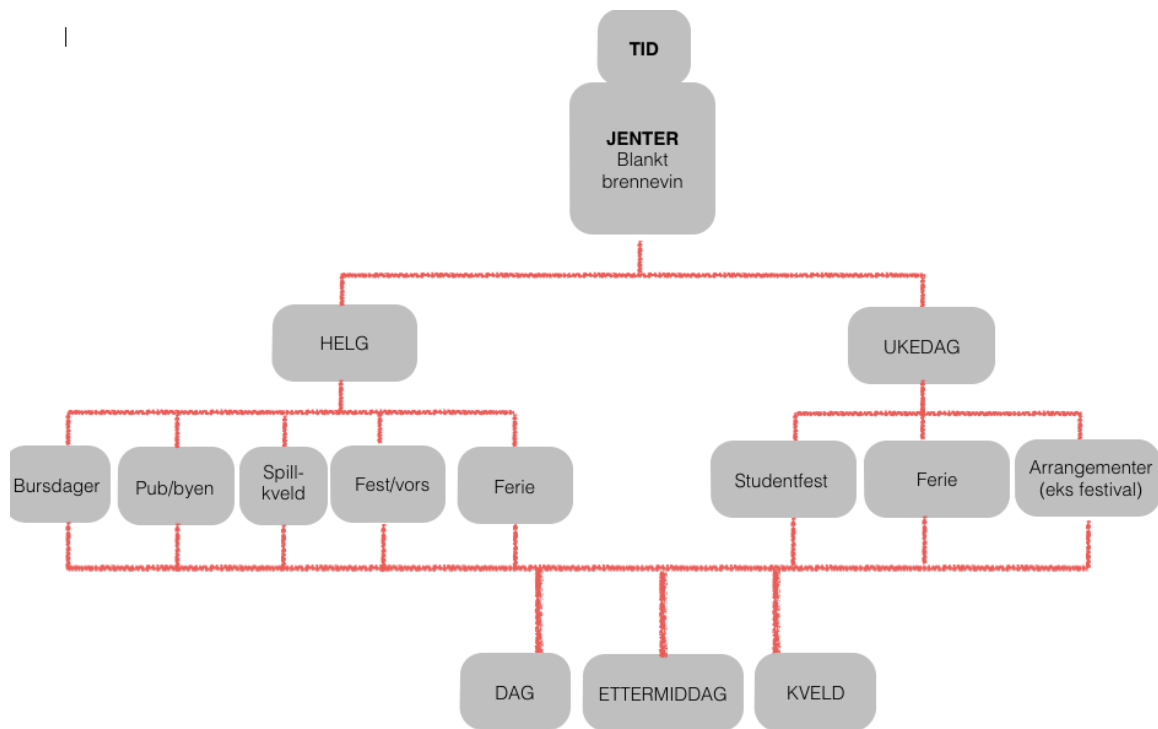 TID
JENTER
Blankt
brennevin
HELG
UKEDAG
Bursdager
Pub/byen
Spill-
kveld
Fest/vors
Ferie
Studentfest
Ferie
Arrangementer
(eks festival)
DAG
ETTERMIDDAG
KVELD